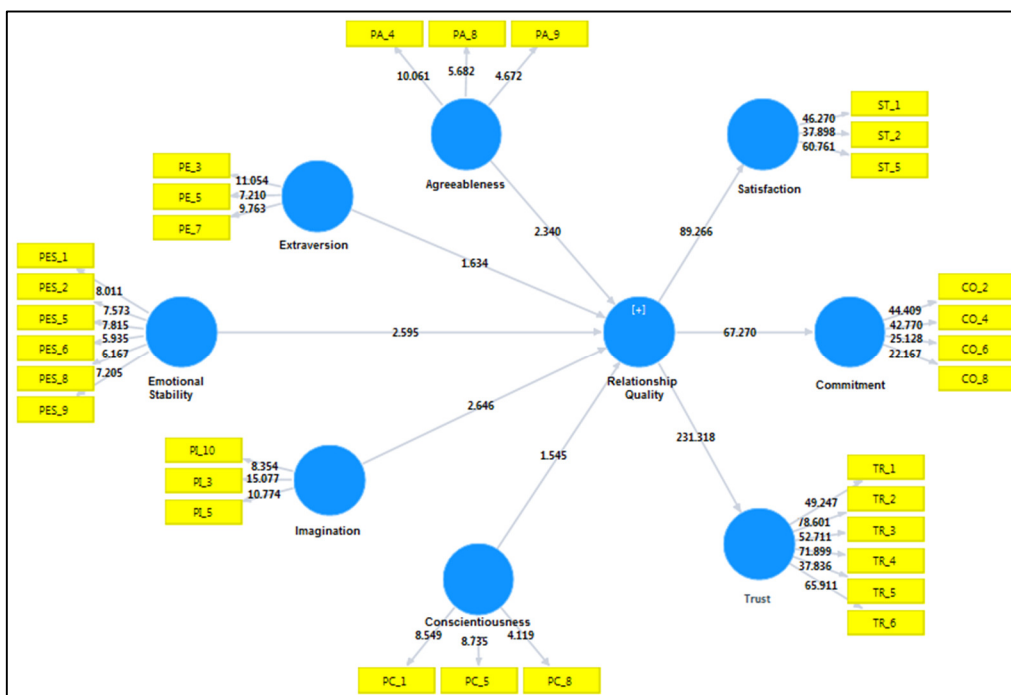 PA_4 PA_8 PA_9
10.061 5.682 4.672
Agreeableness
ST_1
ST_2
ST_5
46.270
37.898
60.761
Satisfaction
PE_3
PE_5
PE_7
11.054
7.210
9.763
Extraversion
2.340
89.266
1.634
PES_1
PES_2
PES_5
PES_6
PES_8
PES_9
8.011
7.573
7.815
5.935
6.167
7.205
Emotional
Stability
2.595
[+]
Relationship
Quality
67.270
CO_2
CO_4
CO_6
CO_8
44.409
42.770
25.128
22.167
Commitment
2.646
PI_10
PI_3
PI_5
8.354
15.077
10.774
Imagination
1.545
231.318
TR_1
TR_2
TR_3
TR_4
TR_5
TR_6
49.247
78.601
52.711
71.899
37.836
65.911
Trust
Conscientiousness
8.549 8.735 4.119
PC_1 PC_5 PC_8